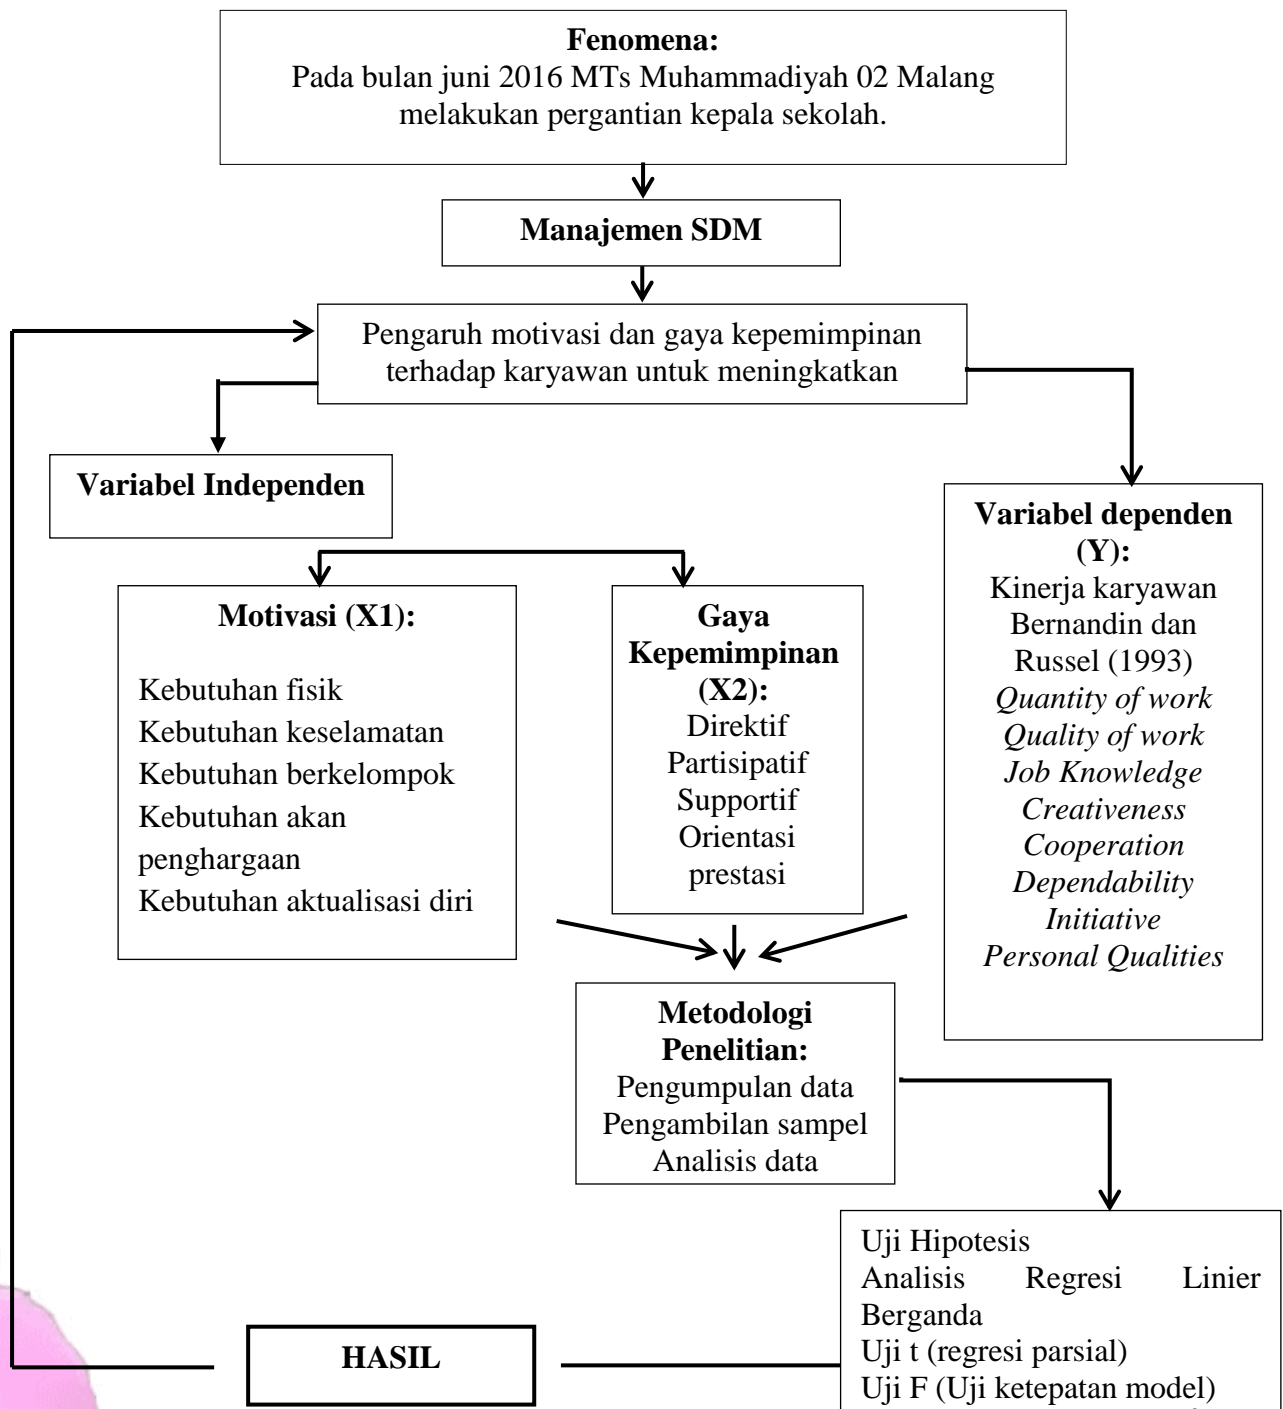 Fenomena:
Pada bulan juni 2016 MTs Muhammadiyah 02 Malang
melakukan pergantian kepala sekolah.
Manajemen SDM
Pengaruh motivasi dan gaya kepemimpinan
terhadap karyawan untuk meningkatkan
Variabel Independen
Motivasi (X1):
Kebutuhan fisik
Kebutuhan keselamatan
Kebutuhan berkelompok
Kebutuhan akan
penghargaan
Kebutuhan aktualisasi diri
Gaya
Kepemimpinan
(X2):
Direktif
Partisipatif
Supportif
Orientasi
prestasi
Variabel dependen
(Y):
Kinerja karyawan
Bernandin dan
Russel (1993)
Quantity of work
Quality of work
Job Knowledge
Creativeness
Cooperation
Dependability
Initiative
Personal Qualities
Metodologi
Penelitian:
Pengumpulan data
Pengambilan sampel
Analisis data
Uji Hipotesis
Analisis Regresi Linier
Berganda
Uji t (regresi parsial)
Uji F (Uji ketepatan model)
HASIL